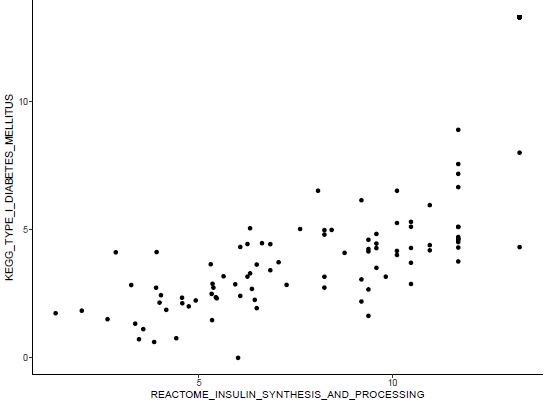 10
5
0
KEGG_TYPE_I_DIABETES_MELLITUS
5 10
REACTOME_INSULIN_SYNTHESIS_AND_PROCESSING